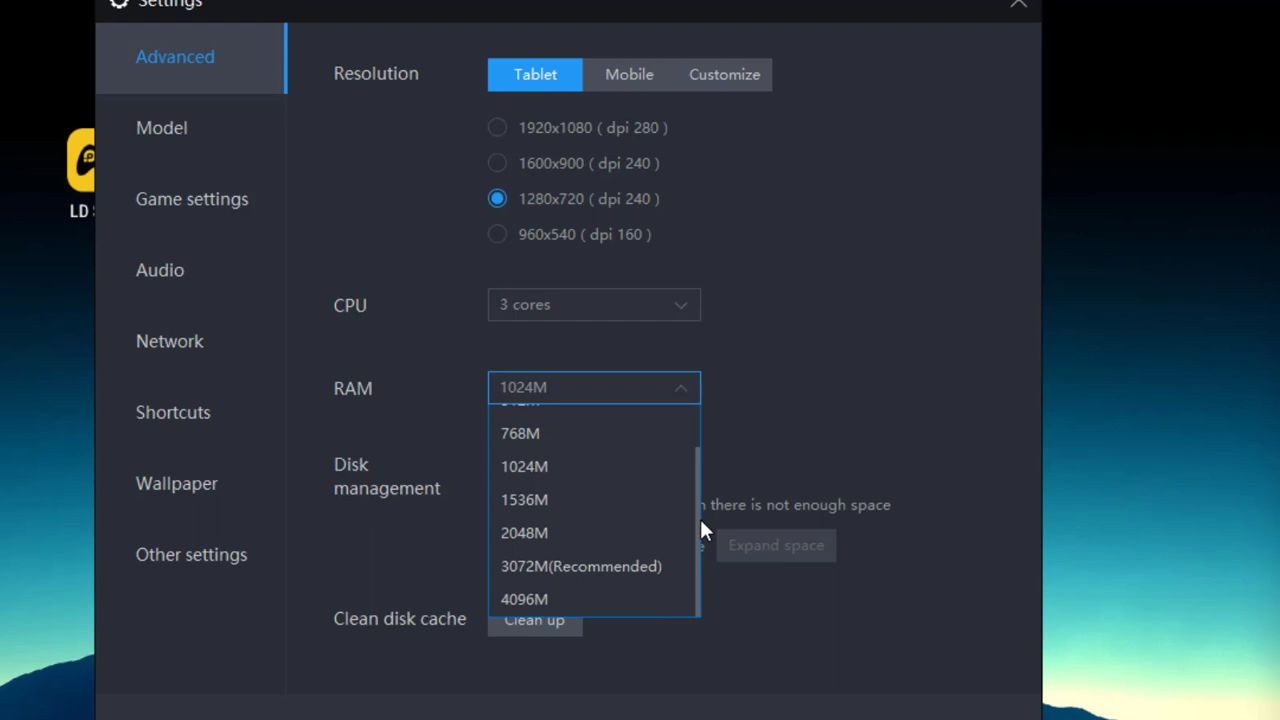 Settings
Advanced
Resolution
Tablet
Mobile
Customize
Model
1920x1080 ( dpi 280 )
1600x900 ( dpi 240 )
Game settings
1280x720 ( dpi 240 )
LD
960x540 ( dpi 160 )
Audio
CPU
3 cores
Network
RAM
1024M
512M
Shortcuts
768M
1024M
Disk
management
Wallpaper
1536M
there is not enough space
2048M
Expand space
Other settings
3072M(Recommended)
4096M
Clean disk cache
Clean up